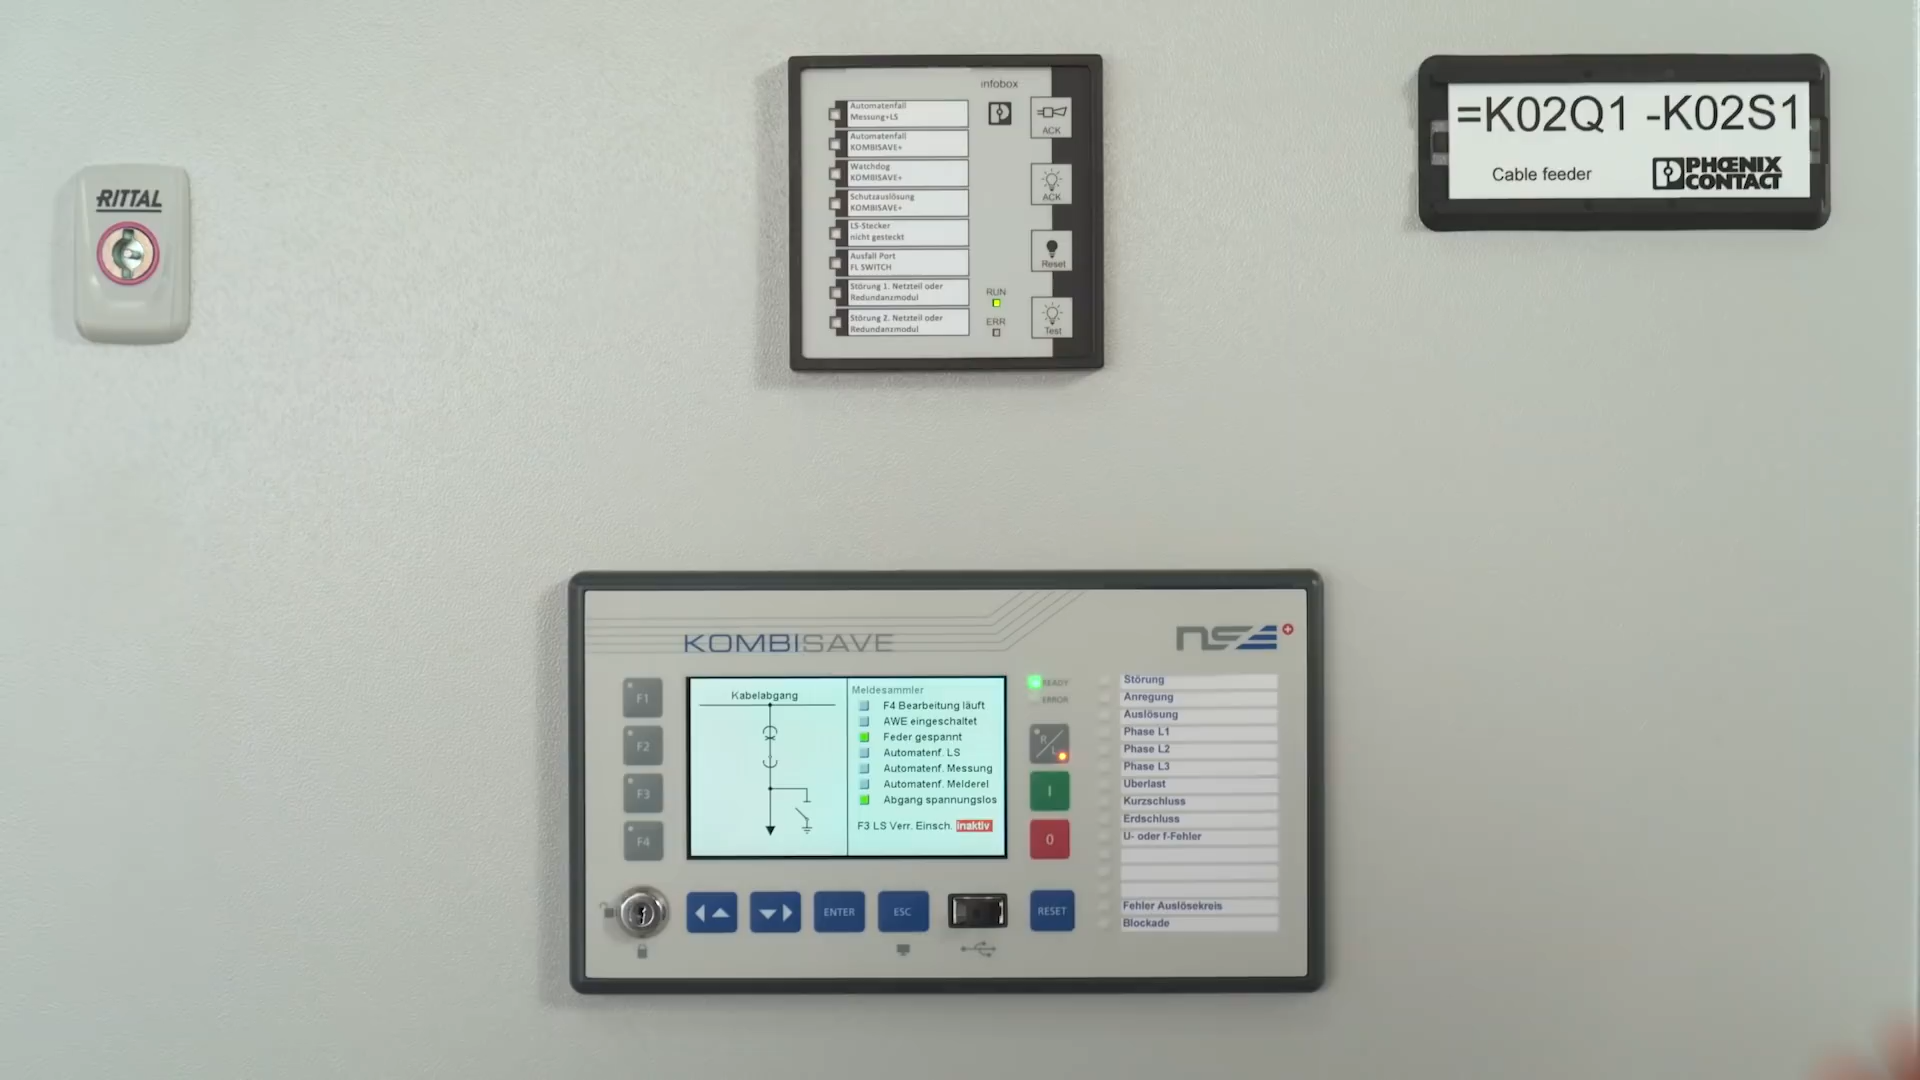 RITTAL
infobox
Automatenfall
Messung+LS
Automatenfall
KOMBISAVE+
Watchdog
KOMBISAVE+
Schutzauslösung
KOMBISAVE+
LS-Stecker
nicht gesteckt
Ausfall Port
FL SWITCH
Störung 1. Netzteil oder
Redundanzmodul
Störung 2. Netzteil oder
Redundanzmodul
RUN
ERR
ACK
ACK
Reset
Test
=K02Q1 -K02S1
Cable feeder
PHŒNIX
CONTACT
KOMBISAVE
NSE
F1
F2
F3
F4
Kabelabgang
Meldesammler
F4 Bearbeitung läuft
AWE eingeschaltet
Feder gespannt
Automatenf. LS
Automatenf. Messung
Automatenf. Melderel
Abgang spannungslos
F3 LS Verr. Einsch. inaktiv
READY
ERROR
R/L
I
0
ENTER
ESC
RESET
Störung
Anregung
Auslösung
Phase L1
Phase L2
Phase L3
Überlast
Kurzschluss
Erdschluss
U- oder f-Fehler
Fehler Auslösekreis
Blockade